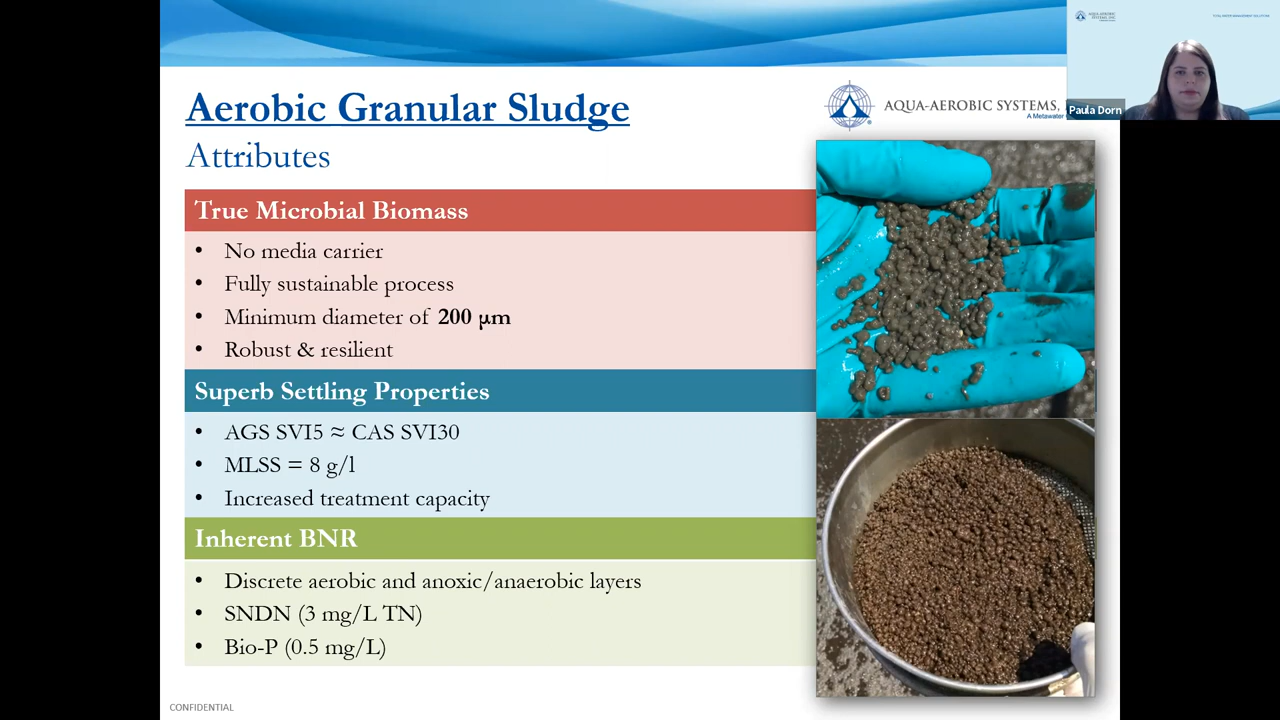 Aerobic Granular Sludge
Attributes
AQUA-AEROBIC SYSTEMS,
A Metawater
Paula Dorn
True Microbial Biomass
• No media carrier
• Fully sustainable process
• Minimum diameter of 200 µm
• Robust & resilient
Superb Settling Properties
• AGS SVI5 ≈ CAS SVI30
• MLSS = 8 g/l
• Increased treatment capacity
Inherent BNR
• Discrete aerobic and anoxic/anaerobic layers
• SNDN (3 mg/L TN)
• Bio-P (0.5 mg/L)
CONFIDENTIAL